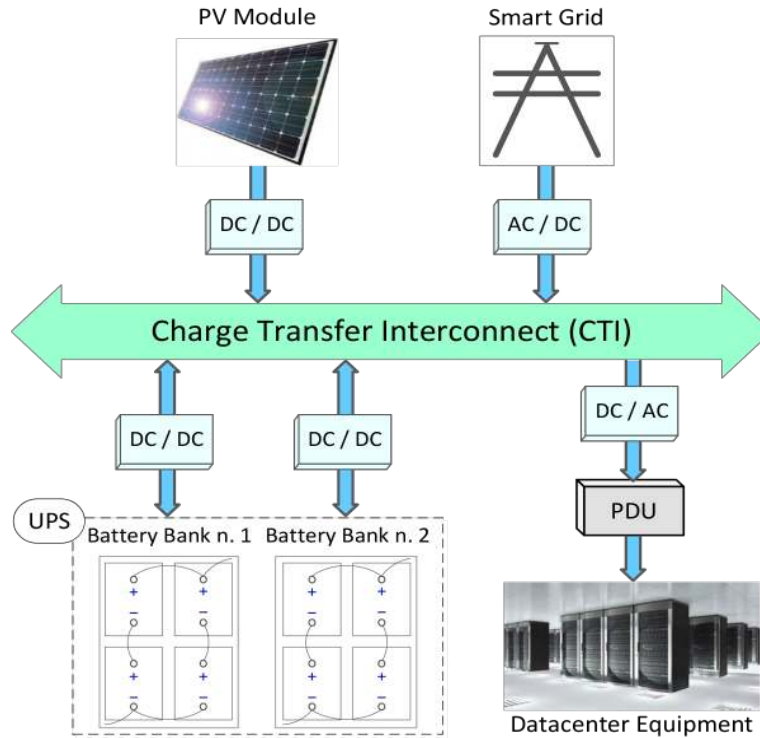 PV Module
Smart Grid
DC / DC
AC / DC
Charge Transfer Interconnect (CTI)
DC / DC
DC / DC
DC / AC
UPS
PDU
Battery Bank n. 1
Battery Bank n. 2
+ +
– –
+ +
– –
+ +
– –
+ +
– –
Datacenter Equipment